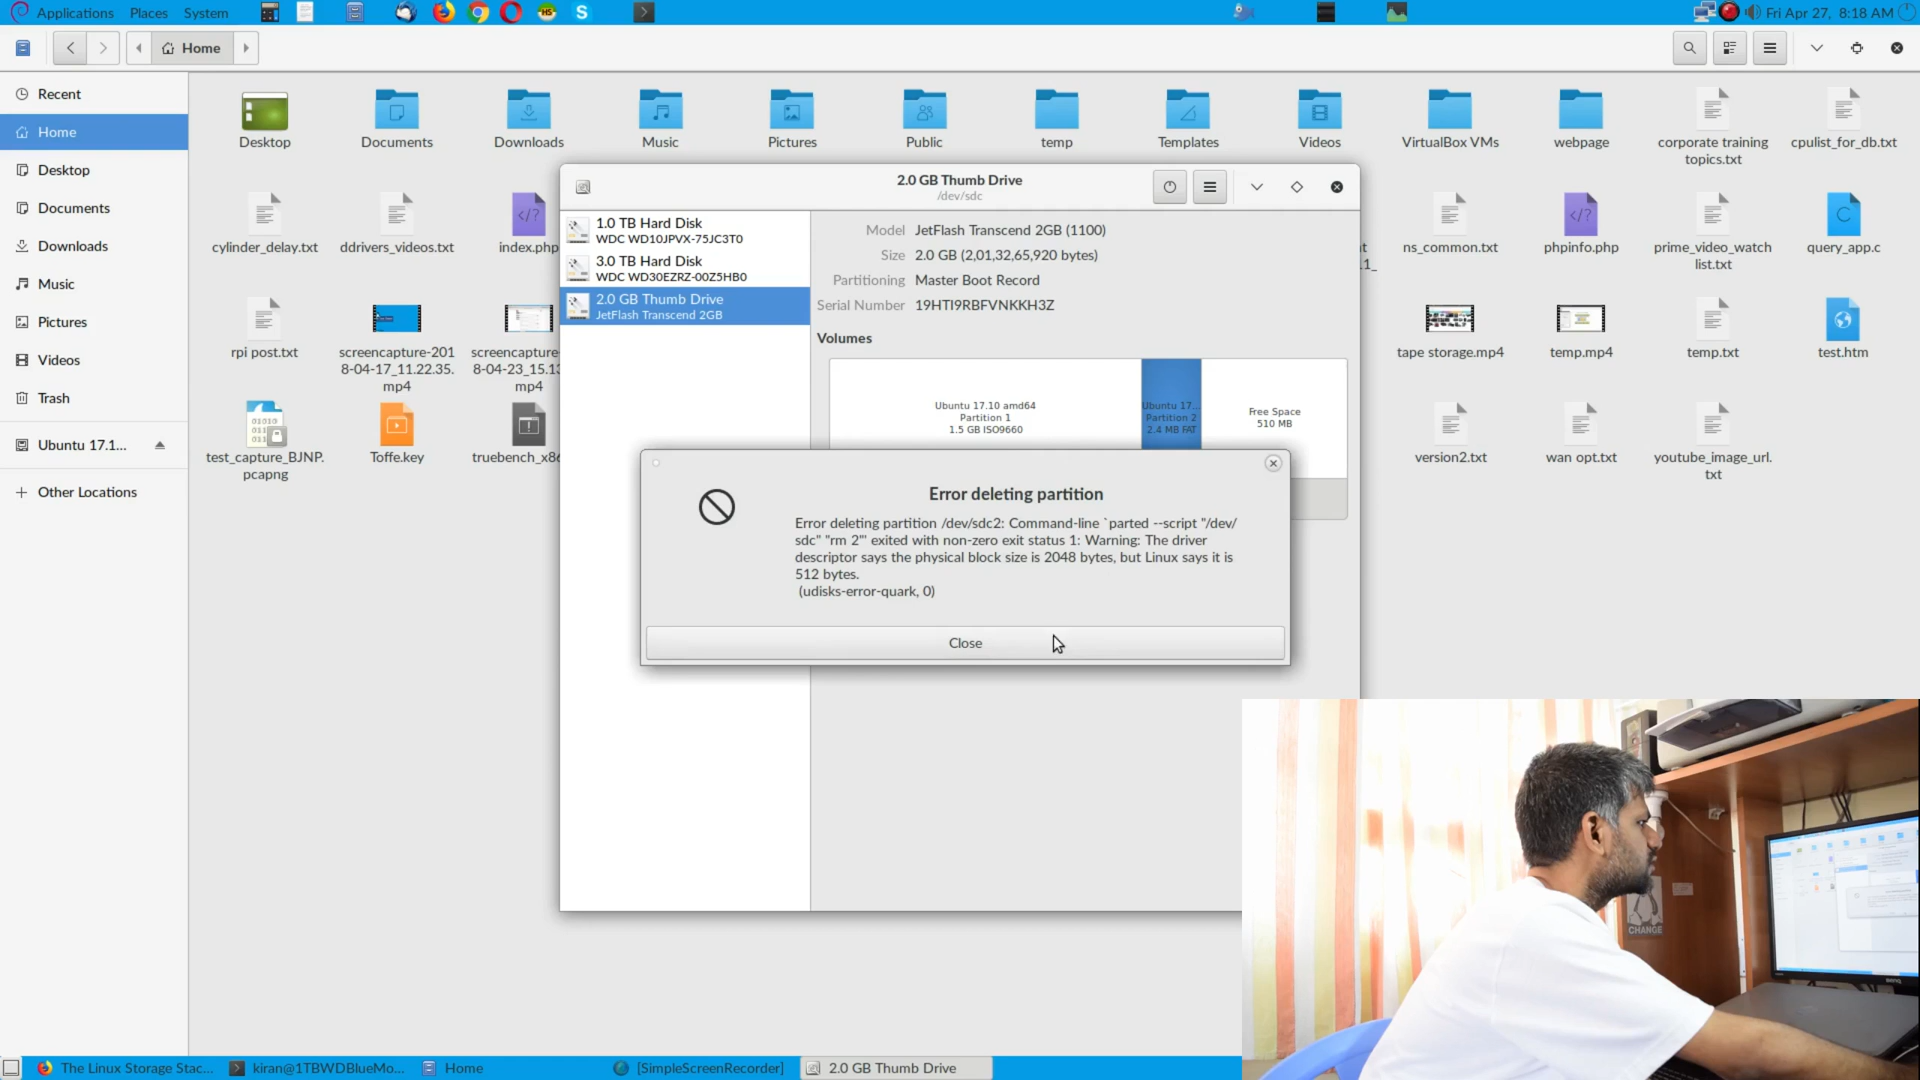 Applications Places System
Fri Apr 27, 8:18 AM
Home
Recent
Home
Desktop
Documents
Downloads
Music
Pictures
Videos
Trash
Ubuntu 17.1...
Other Locations
Desktop
Documents
Downloads
Music
Pictures
Public
temp
Templates
Videos
VirtualBox VMs
webpage
corporate training
topics.txt
cpulist_for_db.txt
cylinder_delay.txt
ddrivers_videos.txt
index.php
ns_common.txt
phpinfo.php
prime_video_watch
list.txt
query_app.c
rpi post.txt
screencapture-201
8-04-17_11.22.35.
mp4
screencapture
8-04-23_15.13
mp4
tape storage.mp4
temp.mp4
temp.txt
test.htm
test_capture_BJNP.
pcapng
Toffe.key
truebench_x86
version2.txt
wan opt.txt
youtube_image_url.
txt
2.0 GB Thumb Drive
/dev/sdc
1.0 TB Hard Disk
WDC WD10JPVX-75JC3T0
3.0 TB Hard Disk
WDC WD30EZRZ-00Z5HB0
2.0 GB Thumb Drive
JetFlash Transcend 2GB
Model JetFlash Transcend 2GB (1100)
Size 2.0 GB (2,01,32,65,920 bytes)
Partitioning Master Boot Record
Serial Number 19HTI9RBFVNKKH3Z
Volumes
Ubuntu 17.10 amd64
Partition 1
1.5 GB ISO9660
Ubuntu 17...
Partition 2
2.4 MB FAT
Free Space
510 MB
Error deleting partition
Error deleting partition /dev/sdc2: Command-line `parted --script "/dev/
sdc" "rm 2"' exited with non-zero exit status 1: Warning: The driver
descriptor says the physical block size is 2048 bytes, but Linux says it is
512 bytes.
(udisks-error-quark, 0)
Close
CHANGE
BenQ
The Linux Storage Stac...
kiran@1TBWDBlueMo...
Home
[SimpleScreenRecorder]
2.0 GB Thumb Drive